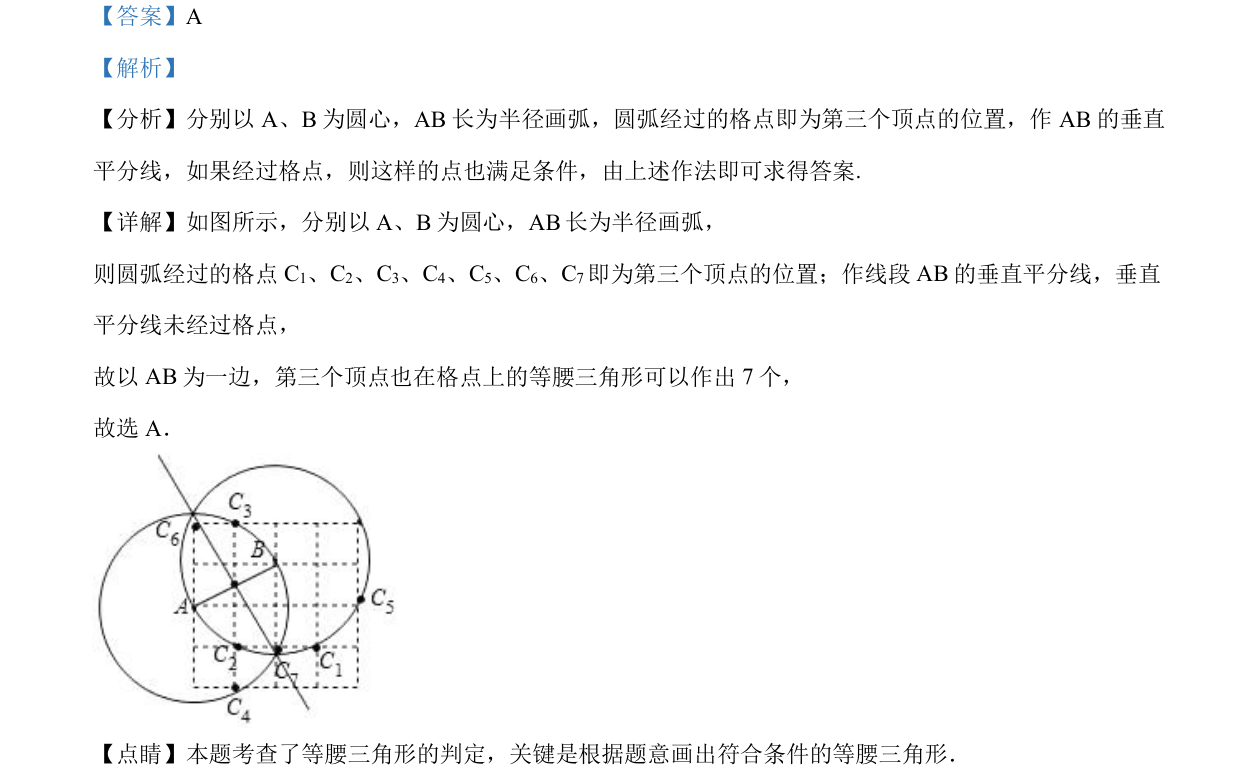 【答案】A
【解析】
【分析】分别以 A、B 为圆心，AB 长为半径画弧，圆弧经过的格点即为第三个顶点的位置，作 AB 的垂直
平分线，如果经过格点，则这样的点也满足条件，由上述作法即可求得答案.
【详解】如图所示，分别以 A、B 为圆心，AB 长为半径画弧，
则圆弧经过的格点 C₁、C₂、C₃、C₄、C₅、C₆、C₇即为第三个顶点的位置；作线段 AB 的垂直平分线，垂直
平分线未经过格点，
故以 AB 为一边，第三个顶点也在格点上的等腰三角形可以作出 7 个，
故选 A．
C₃
C₆
B
A
C₅
C₂
C₇
C₁
C₄
【点睛】本题考查了等腰三角形的判定，关键是根据题意画出符合条件的等腰三角形．